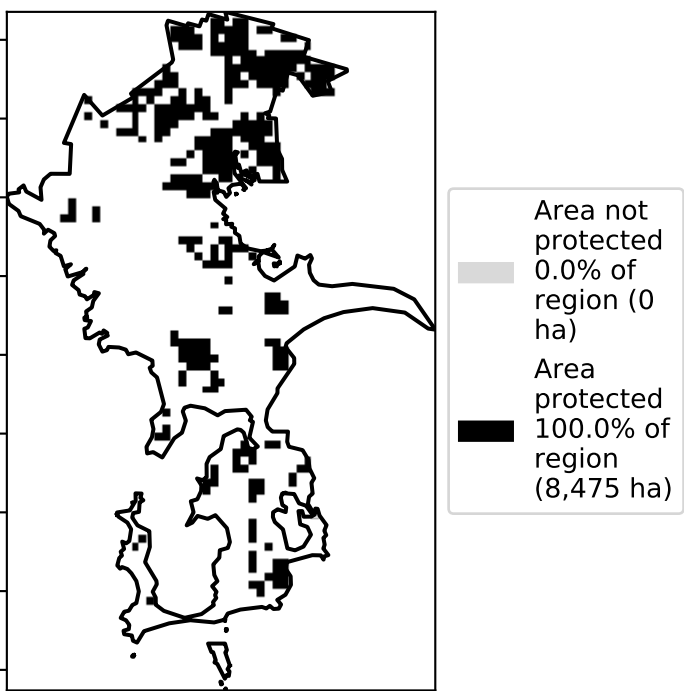 Area not
protected
0.0% of
region (0
ha)
Area
protected
100.0% of
region
(8,475 ha)